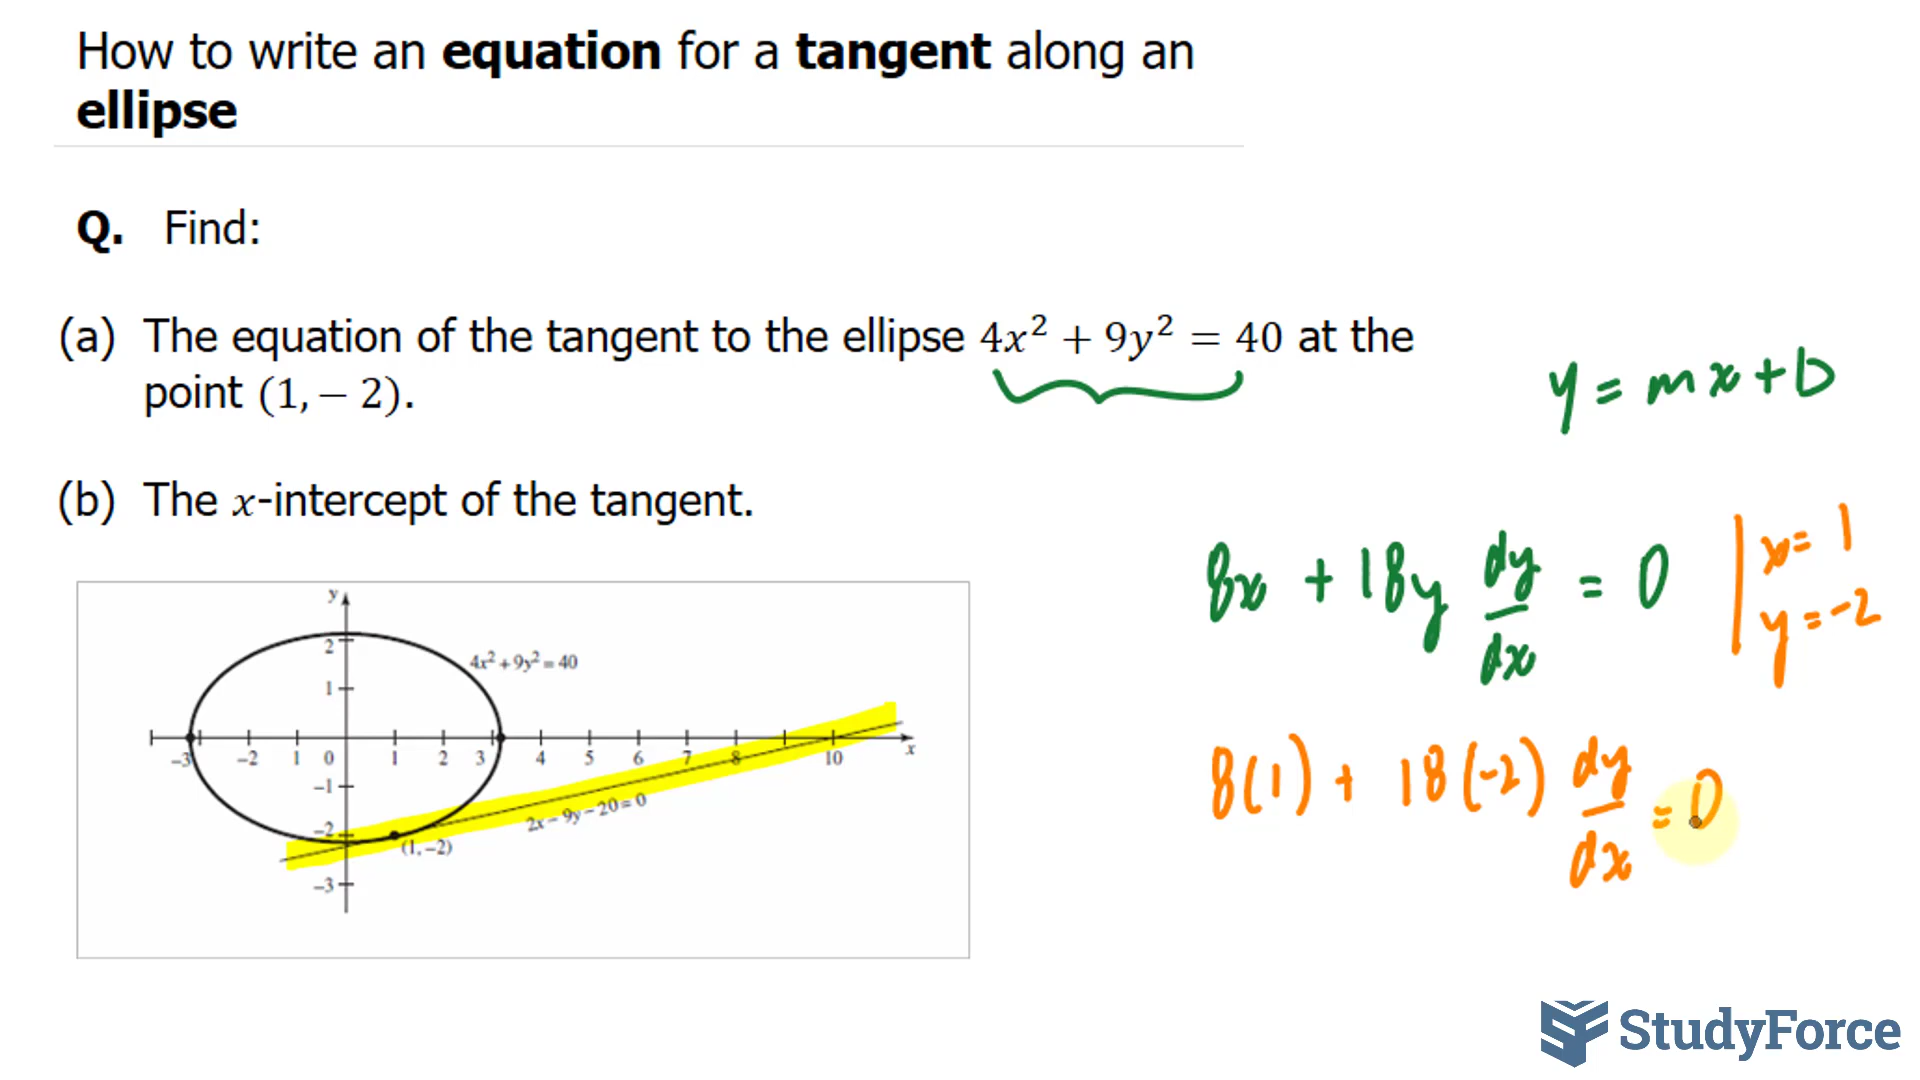 How to write an equation for a tangent along an
ellipse
Q. Find:
(a) The equation of the tangent to the ellipse 4x² + 9y² = 40 at the
point (1, − 2).
(b) The x-intercept of the tangent.
y = mx + b
8x + 18y dy/dx = 0 | x = 1
y = -2
8(1) + 18(-2) dy/dx = 0
y
2
4x² + 9y² = 40
1
-3 -2 1 0 1 2 3 4 5 6 7 8 10 x
-1
2x - 9y - 20 = 0
-2
(1, -2)
-3
StudyForce